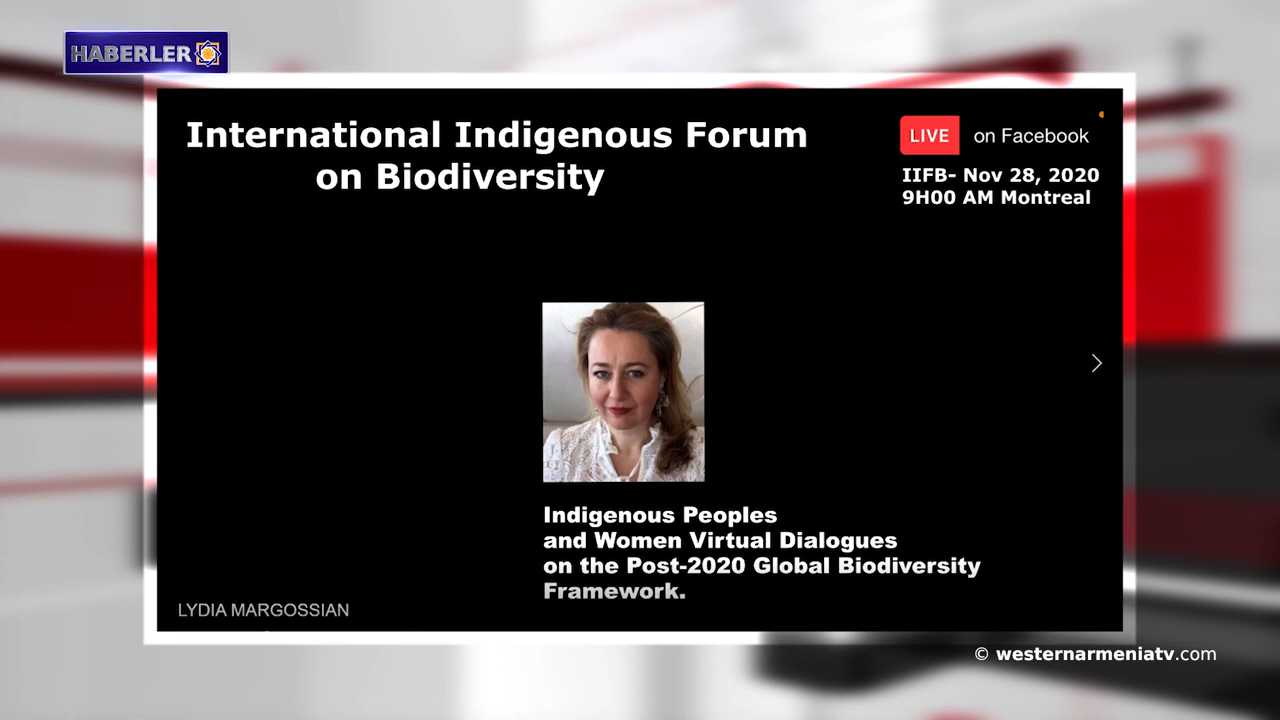 HABERLER
International Indigenous Forum
on Biodiversity
LIVE on Facebook
IIFB- Nov 28, 2020
9H00 AM Montreal
Indigenous Peoples
and Women Virtual Dialogues
on the Post-2020 Global Biodiversity
Framework.
LYDIA MARGOSSIAN
© westernarmeniatv.com